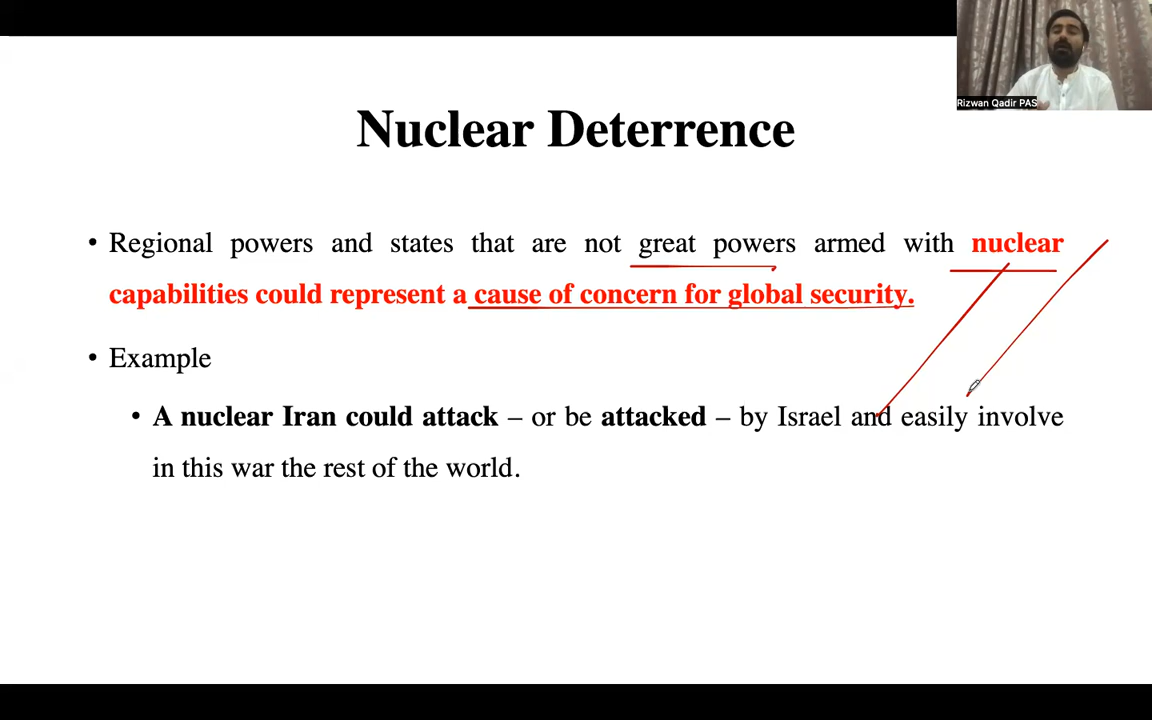 Rizwan Qadir PAS
Nuclear Deterrence
• Regional powers and states that are not great powers armed with nuclear
capabilities could represent a cause of concern for global security.
• Example
• A nuclear Iran could attack – or be attacked – by Israel and easily involve
in this war the rest of the world.